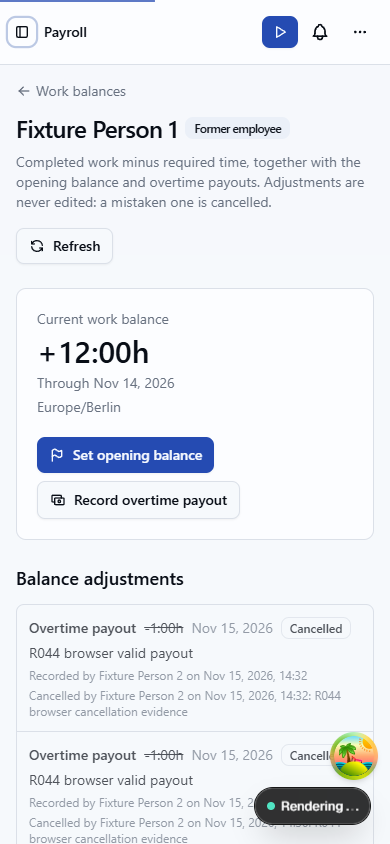 Payroll
Work balances
Fixture Person 1 Former employee
Completed work minus required time, together with the
opening balance and overtime payouts. Adjustments are
never edited: a mistaken one is cancelled.
Refresh
Current work balance
+12:00h
Through Nov 14, 2026
Europe/Berlin
Set opening balance
Record overtime payout
Balance adjustments
Overtime payout -1:00h Nov 15, 2026 Cancelled
R044 browser valid payout
Recorded by Fixture Person 2 on Nov 15, 2026, 14:32
Cancelled by Fixture Person 2 on Nov 15, 2026, 14:32: R044
browser cancellation evidence
Overtime payout -1:00h Nov 15, 2026
R044 browser valid payout
Recorded by Fixture Person 2 on Nov 15, 2
Cancelled by Fixture Person 2 on Nov 15, 2
browser cancellation evidence
Rendering ...